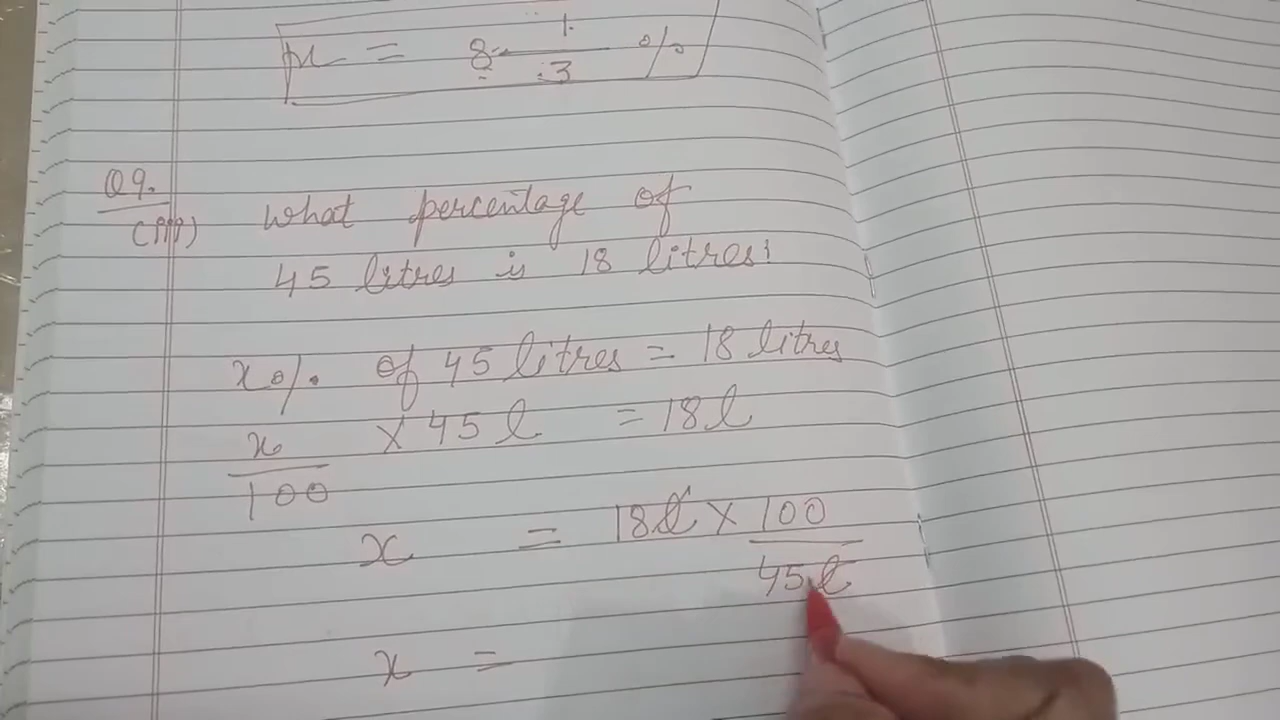 x = 8 1/3 %
Q9. What percentage of
(iii) 45 litres is 18 litres?
x% of 45 litres = 18 litres
x/100 × 45 l = 18 l
x = 18 l × 100/45 l
x =